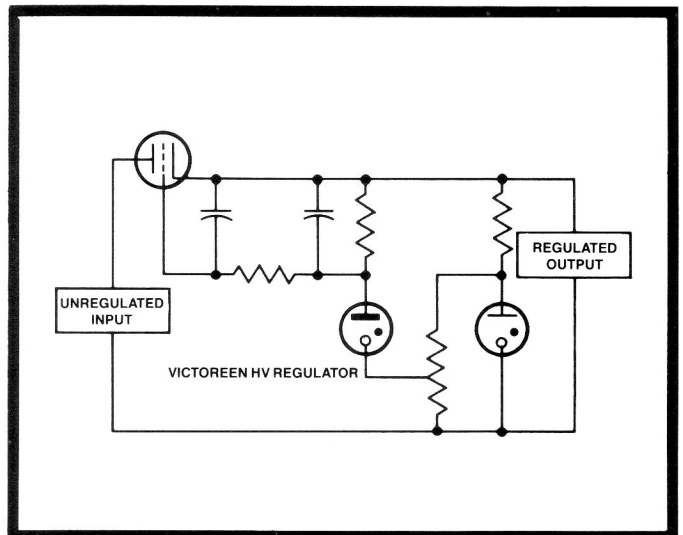 UNREGULATED
INPUT
VICTOREEN HV REGULATOR
REGULATED
OUTPUT